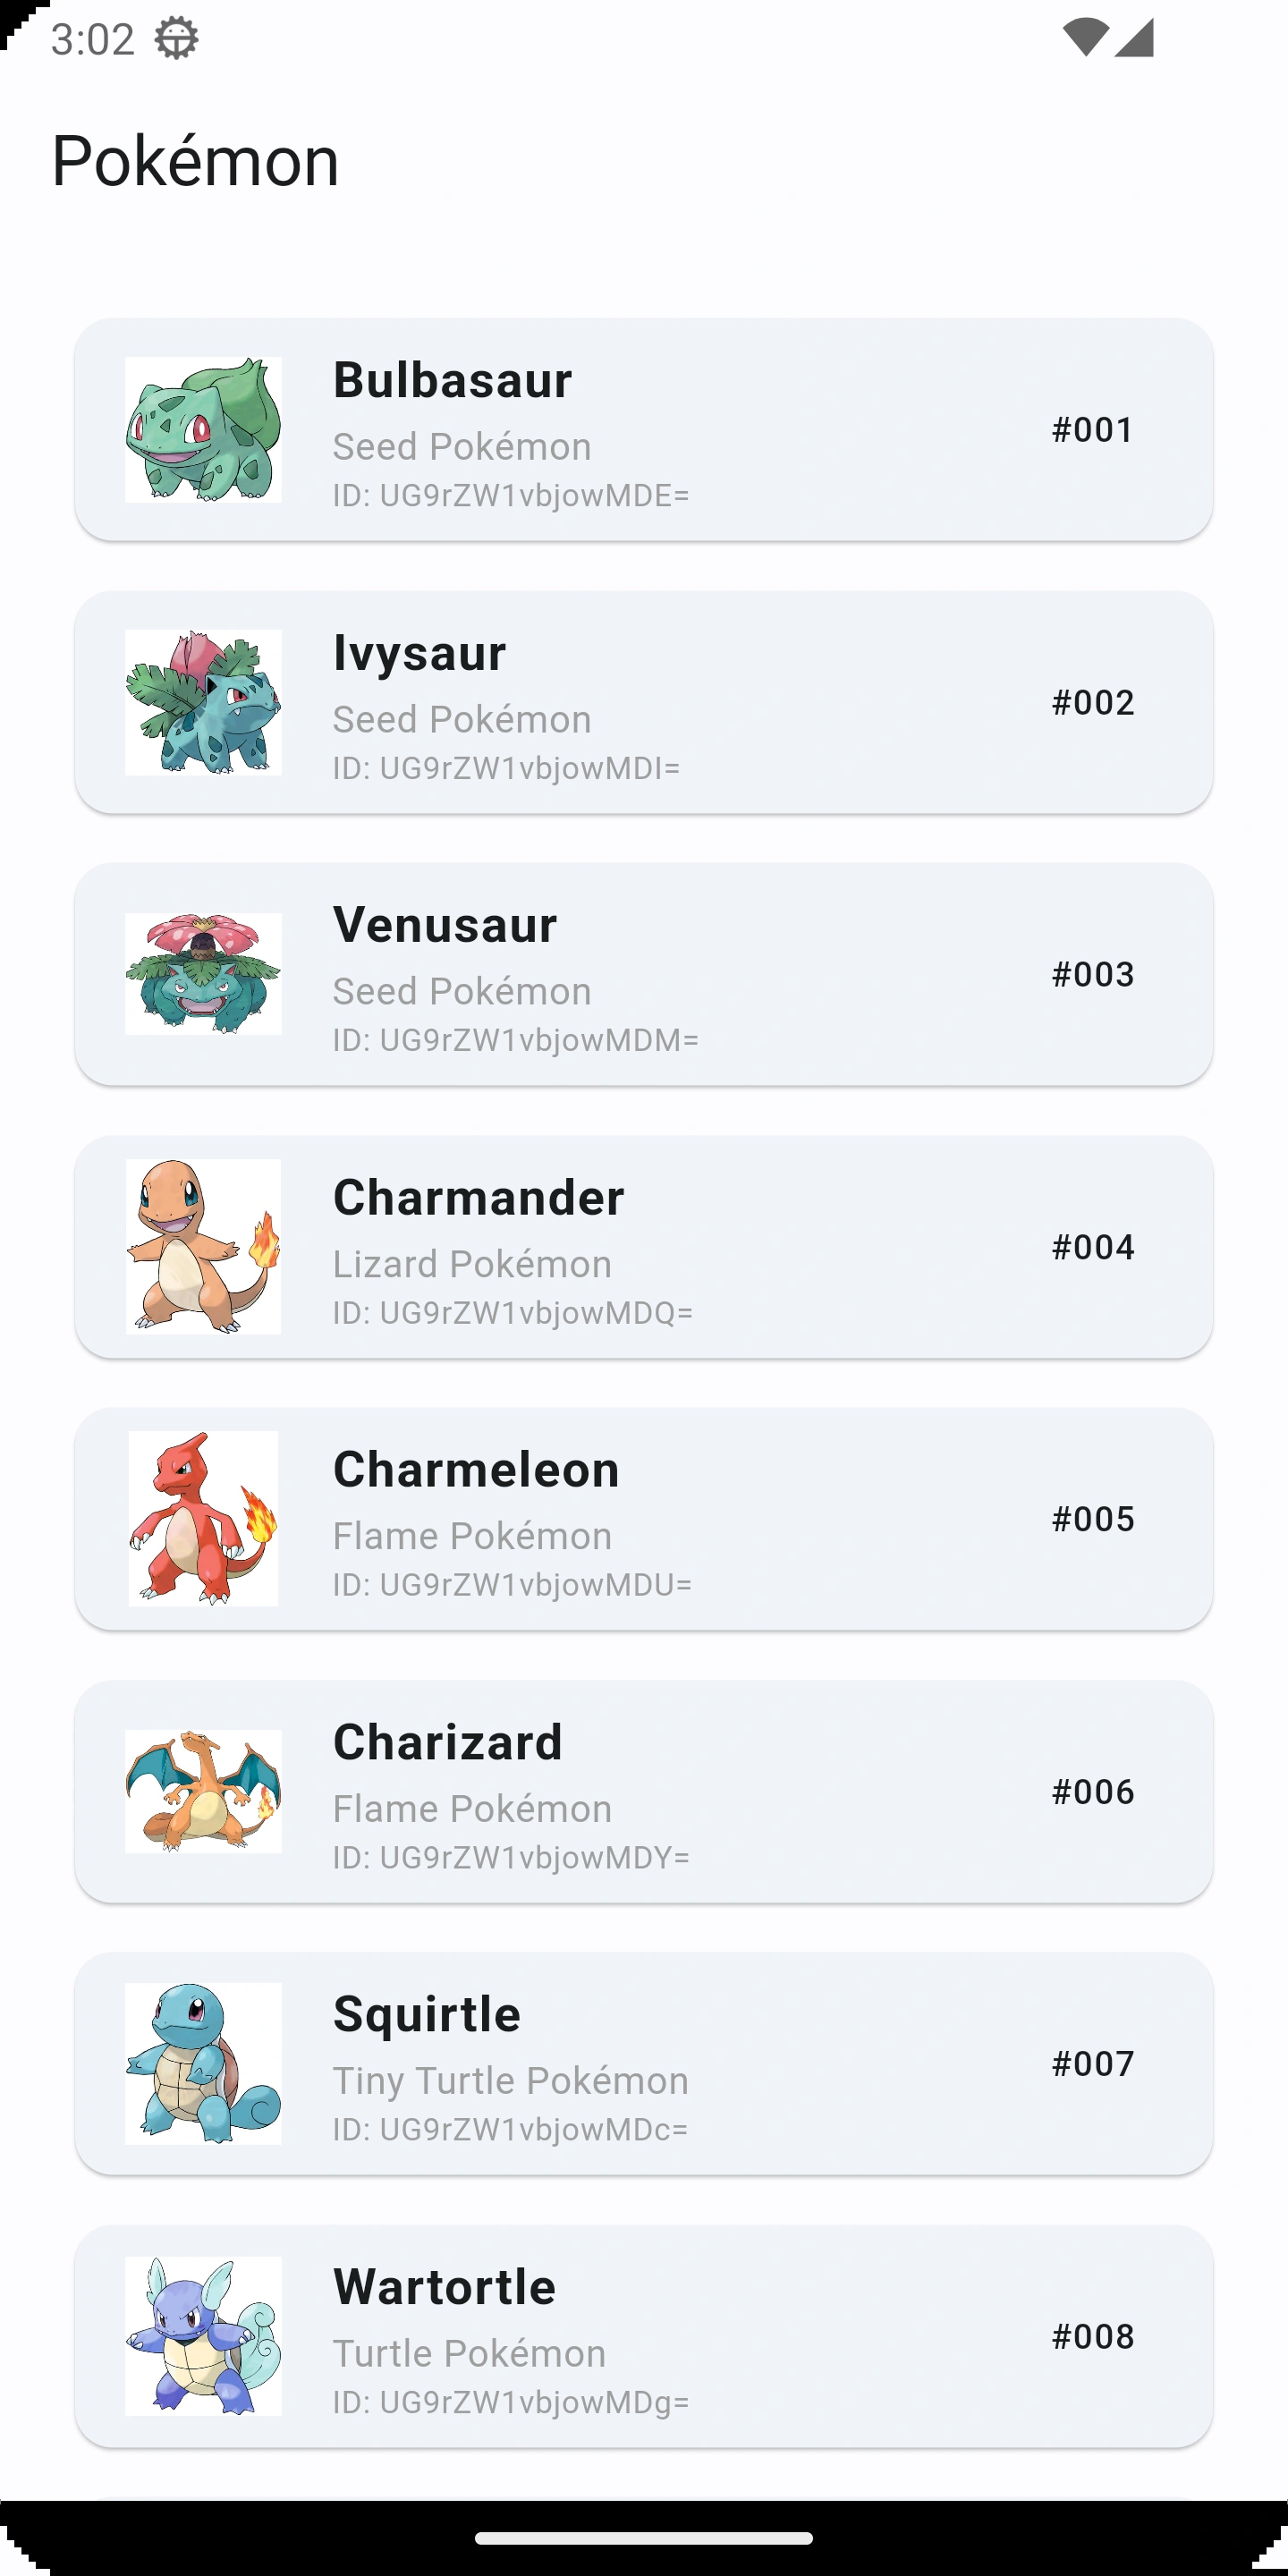 3:02
Pokémon
Bulbasaur
Seed Pokémon
ID: UG9rZW1vbjowMDE=
#001
Ivysaur
Seed Pokémon
ID: UG9rZW1vbjowMDI=
#002
Venusaur
Seed Pokémon
ID: UG9rZW1vbjowMDM=
#003
Charmander
Lizard Pokémon
ID: UG9rZW1vbjowMDQ=
#004
Charmeleon
Flame Pokémon
ID: UG9rZW1vbjowMDU=
#005
Charizard
Flame Pokémon
ID: UG9rZW1vbjowMDY=
#006
Squirtle
Tiny Turtle Pokémon
ID: UG9rZW1vbjowMDc=
#007
Wartortle
Turtle Pokémon
ID: UG9rZW1vbjowMDg=
#008